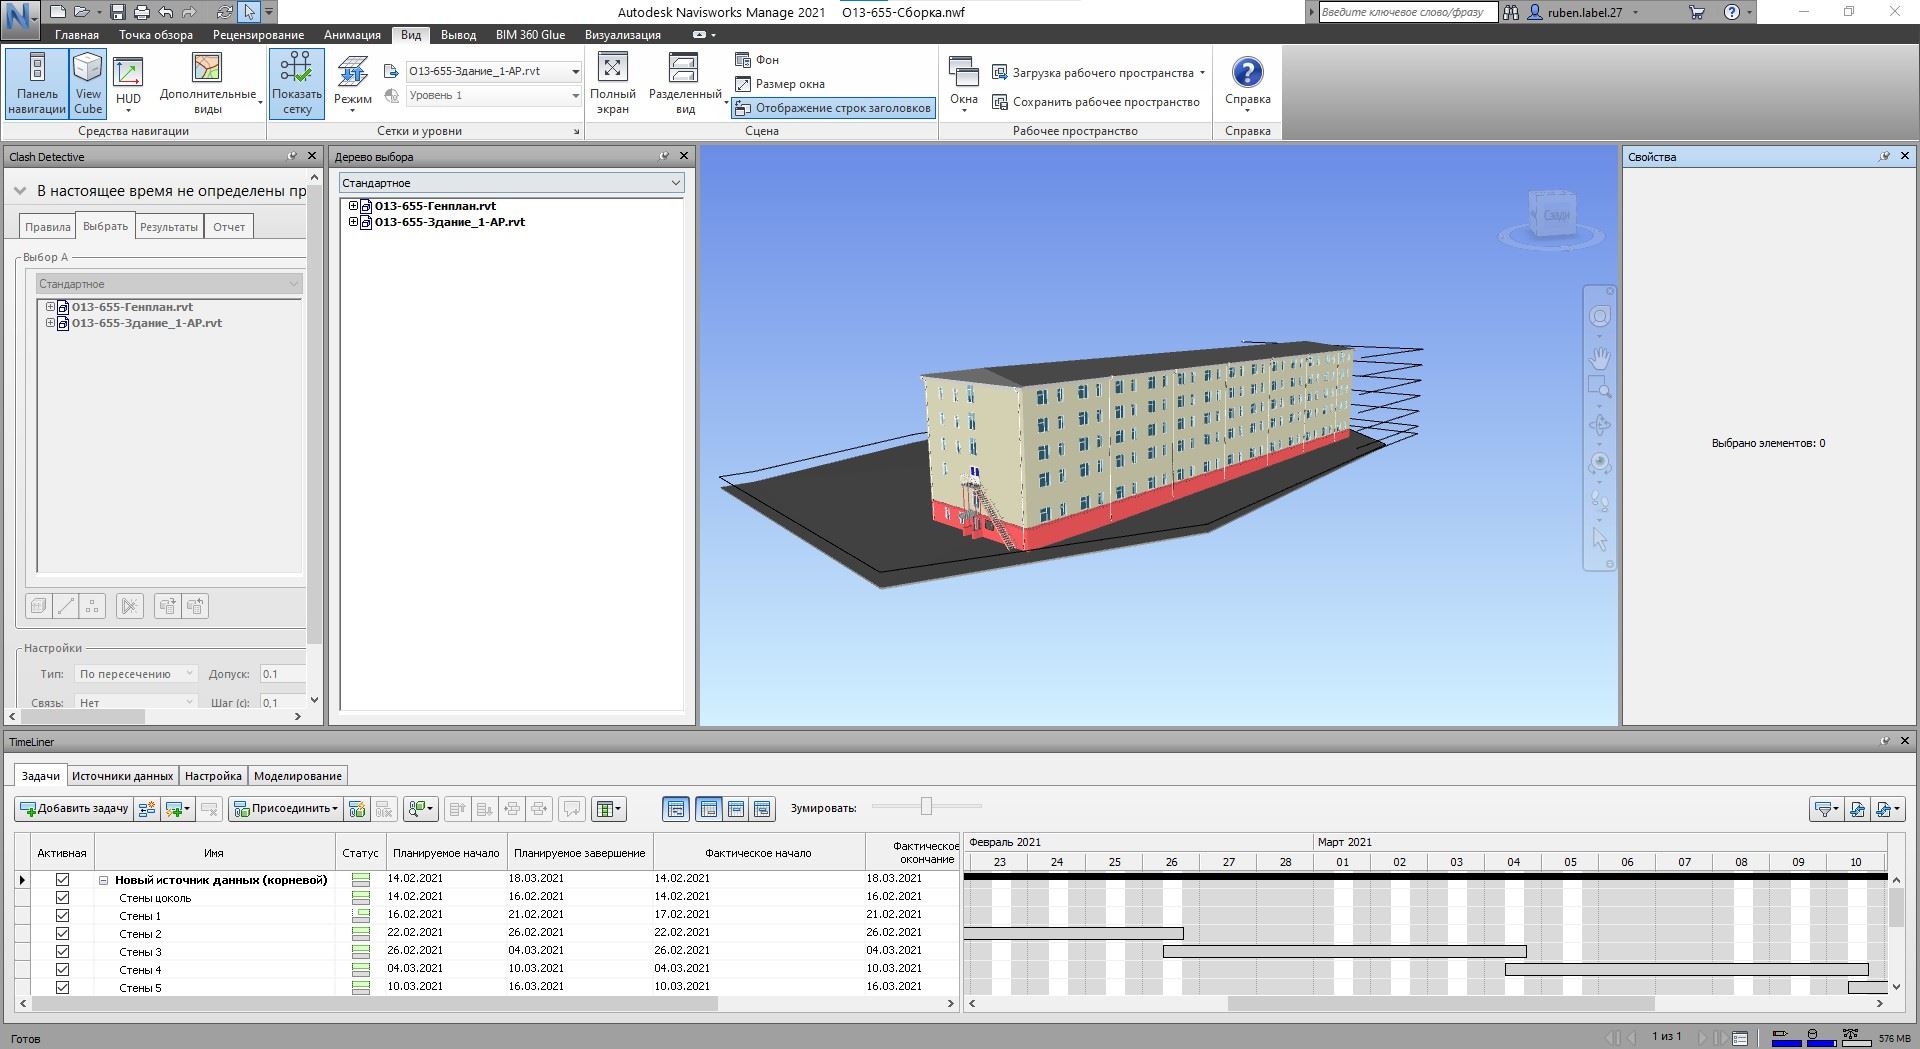 Autodesk Navisworks Manage 2021 О13-655-Сборка.nwf
Введите ключевое слово/фразу
ruben.label.27
Главная Точка обзора Рецензирование Анимация Вид Вывод BIM 360 Glue Визуализация
Панель навигации
View Cube
HUD
Дополнительные виды
Средства навигации
Показать сетку
Режим
О13-655-Здание_1-АР.rvt
Уровень 1
Сетки и уровни
Полный экран
Разделенный вид
Фон
Размер окна
Отображение строк заголовков
Сцена
Окна
Загрузка рабочего пространства
Сохранить рабочее пространство
Рабочее пространство
Справка
Справка
Clash Detective
В настоящее время не определены пр
Правила Выбрать Результаты Отчет
Выбор А
Стандартное
О13-655-Генплан.rvt
О13-655-Здание_1-АР.rvt
Настройки
Тип: По пересечению Допуск: 0.1
Связь: Нет Шаг (с): 0,1
Дерево выбора
Стандартное
О13-655-Генплан.rvt
О13-655-Здание_1-АР.rvt
Сзади
Свойства
Выбрано элементов: 0
TimeLiner
Задачи Источники данных Настройка Моделирование
Добавить задачу Присоединить Зумировать:
Активная Имя Статус Планируемое начало Планируемое завершение Фактическое начало Фактическое окончание
Новый источник данных (корневой) 14.02.2021 18.03.2021 14.02.2021 18.03.2021
Стены цоколь 14.02.2021 16.02.2021 14.02.2021 16.02.2021
Стены 1 16.02.2021 21.02.2021 17.02.2021 21.02.2021
Стены 2 22.02.2021 26.02.2021 22.02.2021 26.02.2021
Стены 3 26.02.2021 04.03.2021 26.02.2021 04.03.2021
Стены 4 04.03.2021 10.03.2021 04.03.2021 10.03.2021
Стены 5 10.03.2021 16.03.2021 10.03.2021 16.03.2021
Февраль 2021 Март 2021
23 24 25 26 27 28 01 02 03 04 05 06 07 08 09 10
Готов
1 из 1
576 MB